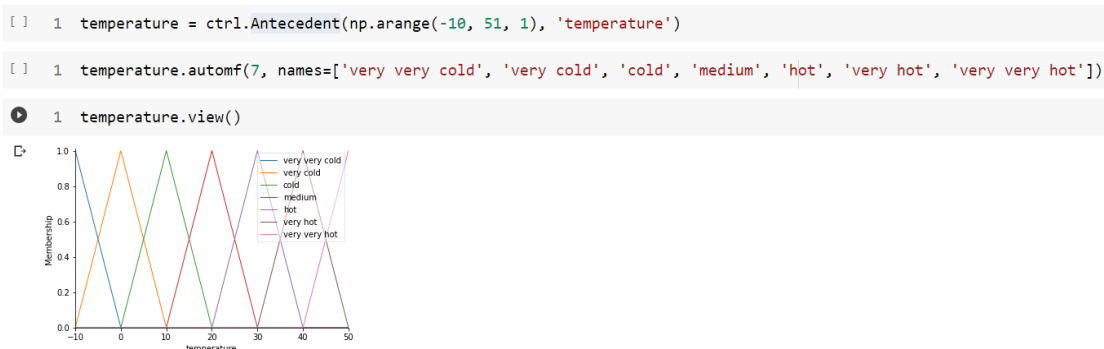 [ ] 1 temperature = ctrl.Antecedent(np.arange(-10, 51, 1), 'temperature')
[ ] 1 temperature.automf(7, names=['very very cold', 'very cold', 'cold', 'medium', 'hot', 'very hot', 'very very hot'])
1 temperature.view()
1.0
0.8
0.6
0.4
0.2
0.0
Membership
very very cold
very cold
cold
medium
hot
very hot
very very hot
−10 0 10 20 30 40 50
temperature